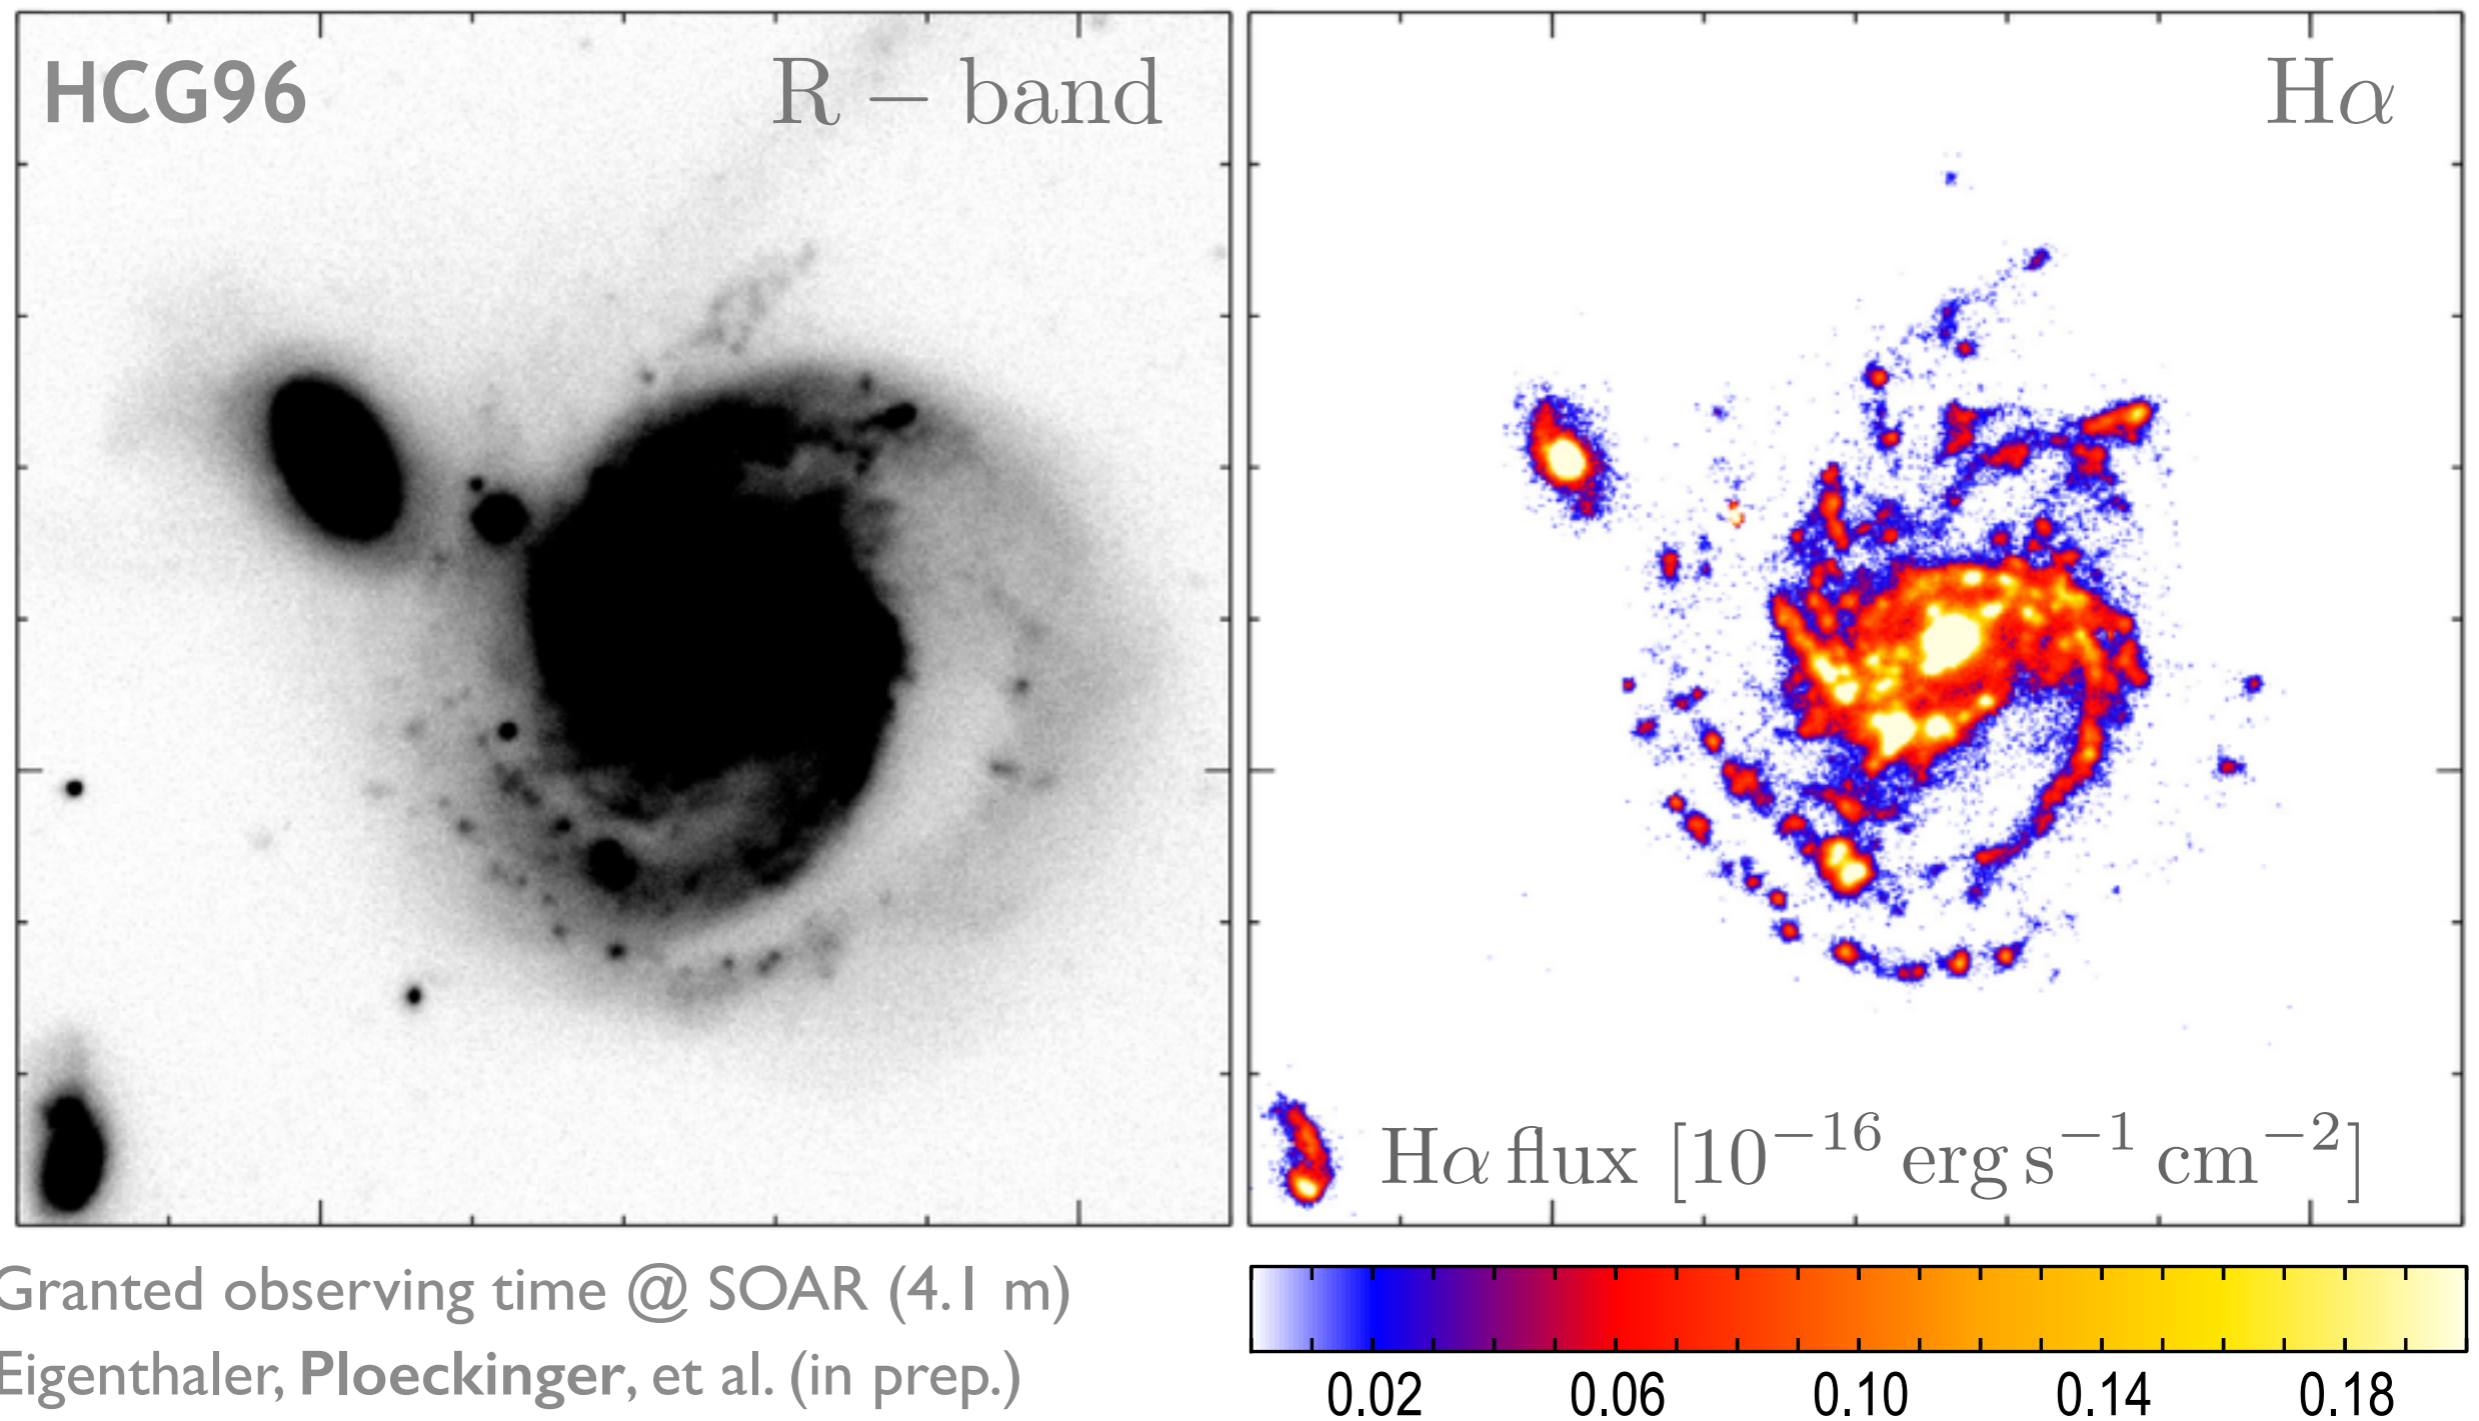 HCG96
R − band
Hα
Hα flux [10⁻¹⁶ erg s⁻¹ cm⁻²]
Granted observing time @ SOAR (4.1 m)
Eigenthaler, Ploeckinger, et al. (in prep.)
0.02 0.06 0.10 0.14 0.18